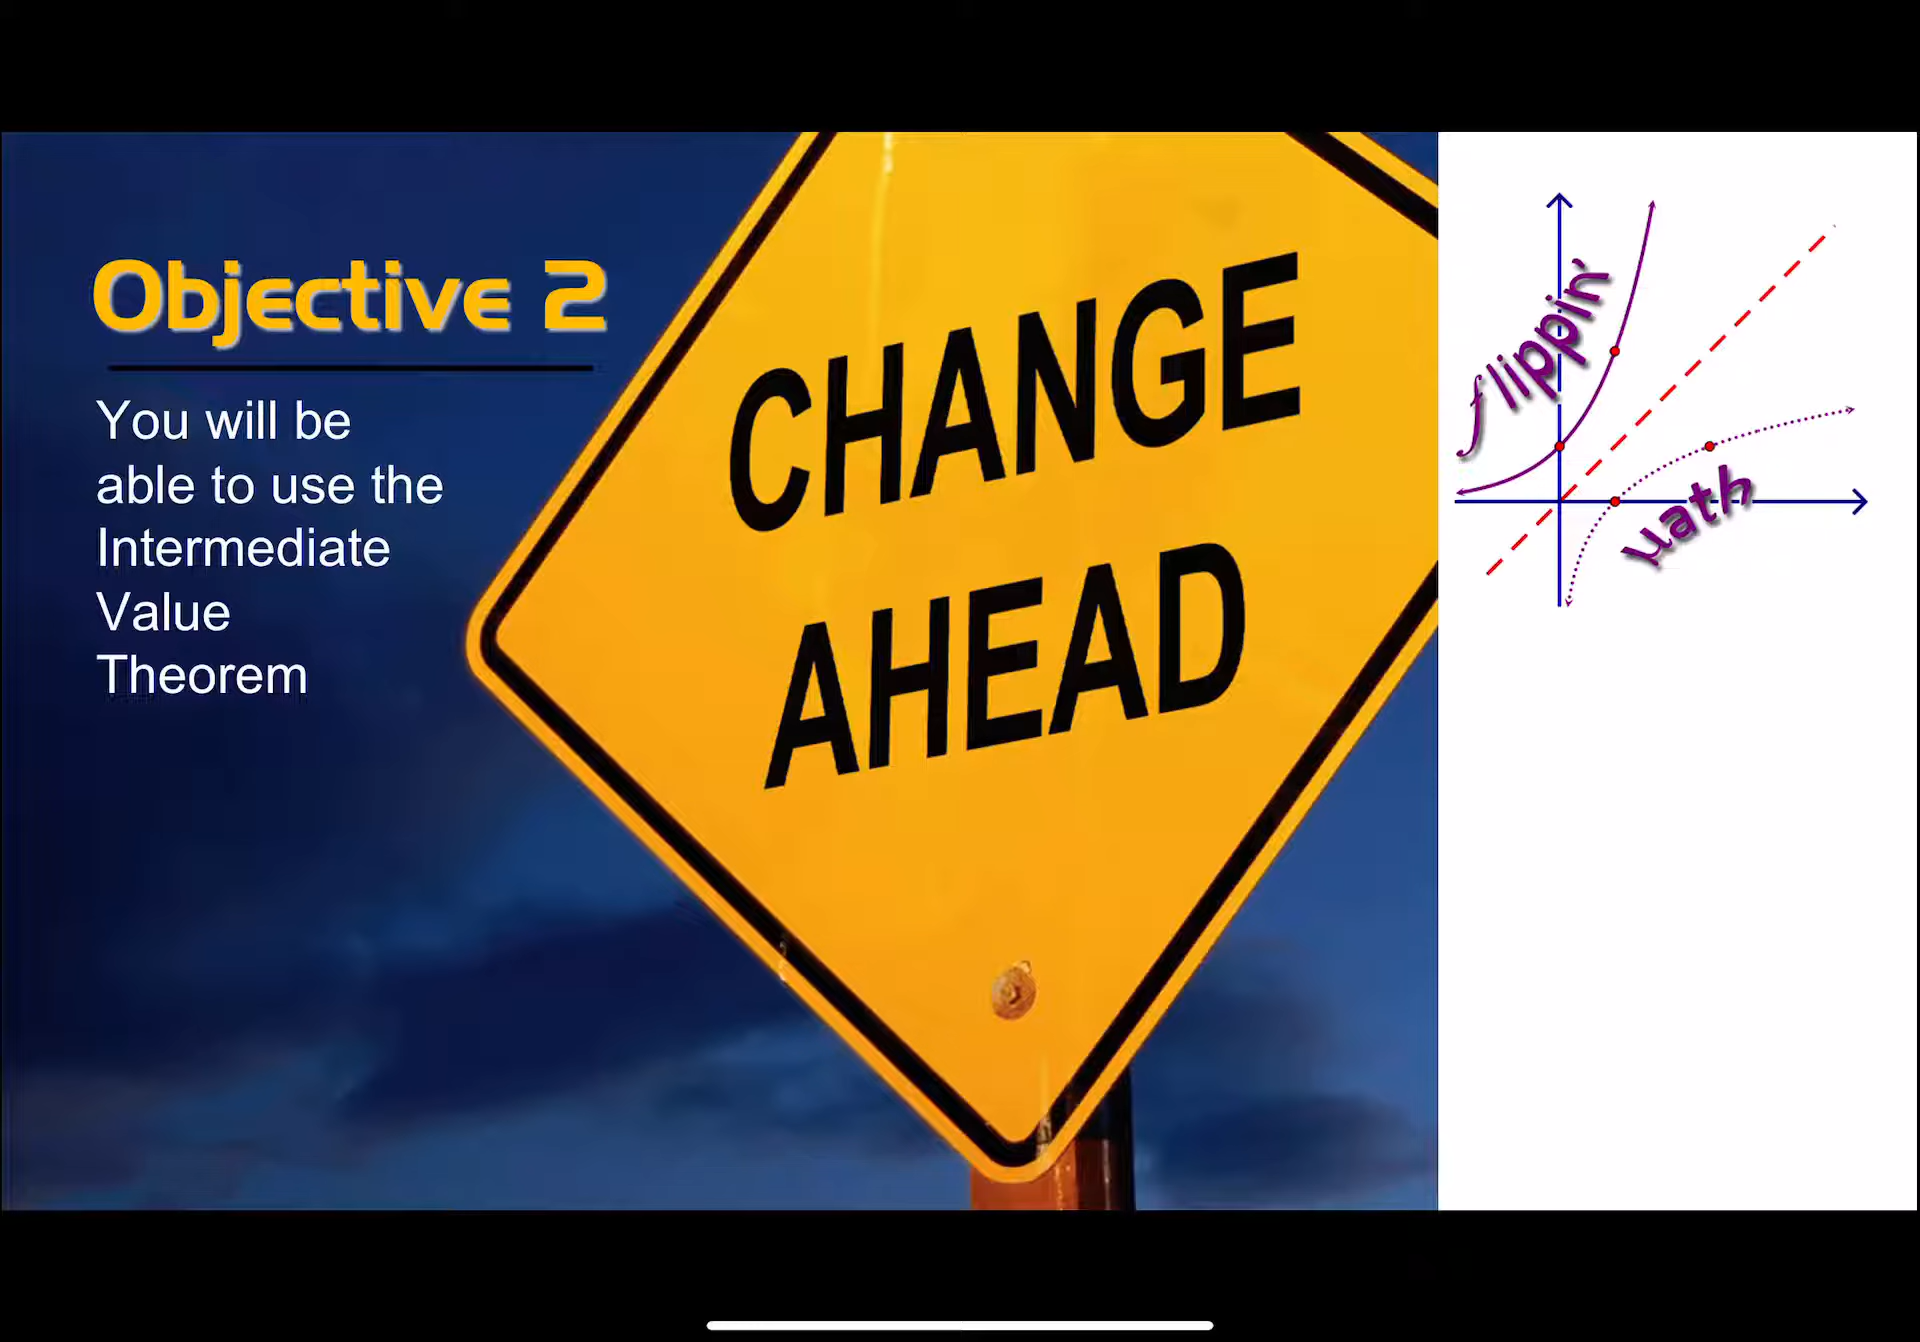 Objective 2
You will be
able to use the
Intermediate
Value
Theorem
CHANGE
AHEAD
flippin'
math